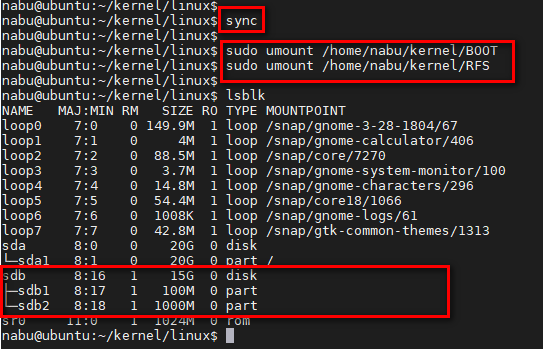 nabu@ubuntu:~/kernel/linux$
nabu@ubuntu:~/kernel/linux$ sync
nabu@ubuntu:~/kernel/linux$
nabu@ubuntu:~/kernel/linux$ sudo umount /home/nabu/kernel/BOOT
nabu@ubuntu:~/kernel/linux$ sudo umount /home/nabu/kernel/RFS
nabu@ubuntu:~/kernel/linux$
nabu@ubuntu:~/kernel/linux$ lsblk
NAME   MAJ:MIN RM   SIZE RO TYPE MOUNTPOINT
loop0    7:0    0 149.9M  1 loop /snap/gnome-3-28-1804/67
loop1    7:1    0     4M  1 loop /snap/gnome-calculator/406
loop2    7:2    0  88.5M  1 loop /snap/core/7270
loop3    7:3    0   3.7M  1 loop /snap/gnome-system-monitor/100
loop4    7:4    0  14.8M  1 loop /snap/gnome-characters/296
loop5    7:5    0  54.4M  1 loop /snap/core18/1066
loop6    7:6    0  1008K  1 loop /snap/gnome-logs/61
loop7    7:7    0  42.8M  1 loop /snap/gtk-common-themes/1313
sda      8:0    0    20G  0 disk
└─sda1   8:1    0    20G  0 part /
sdb      8:16   1    15G  0 disk
├─sdb1   8:17   1   100M  0 part
└─sdb2   8:18   1  1000M  0 part
sr0     11:0    1  1024M  0 rom
nabu@ubuntu:~/kernel/linux$